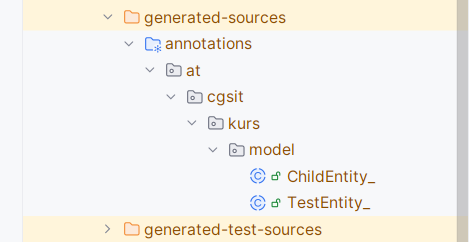 generated-sources
annotations
at
cgsit
kurs
model
ChildEntity_
TestEntity_
generated-test-sources